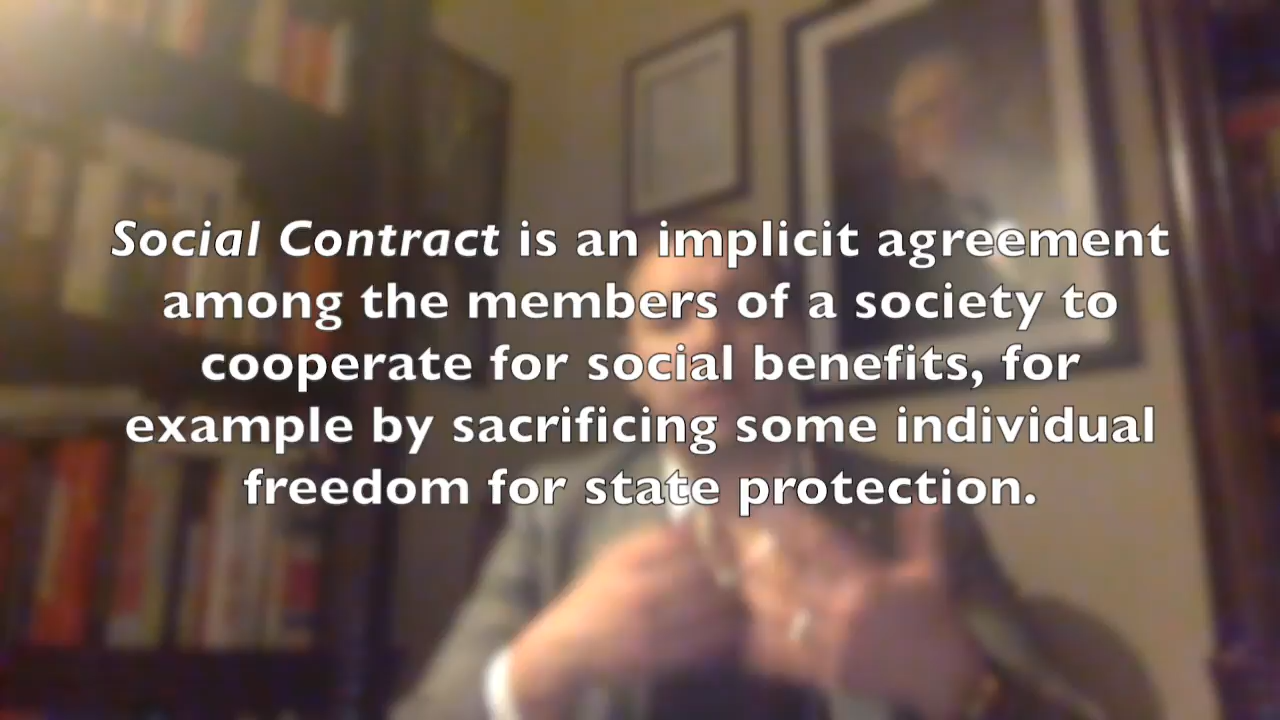 Social Contract is an implicit agreement
among the members of a society to
cooperate for social benefits, for
example by sacrificing some individual
freedom for state protection.